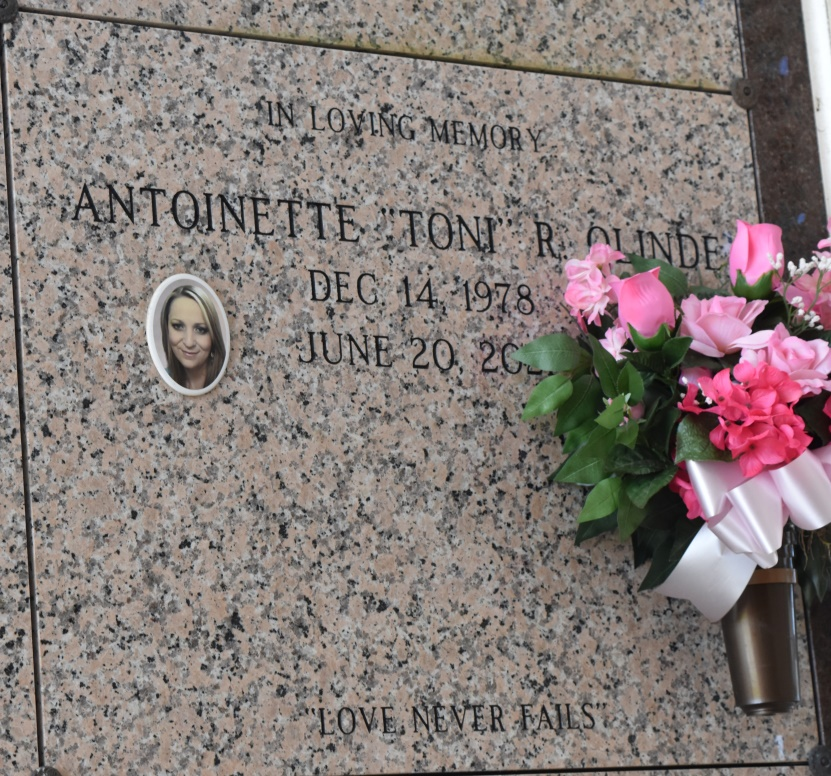 IN LOVING MEMORY
ANTOINETTE "TONI" R. OLINDE
DEC 14, 1978
JUNE 20,
"LOVE NEVER FAILS"